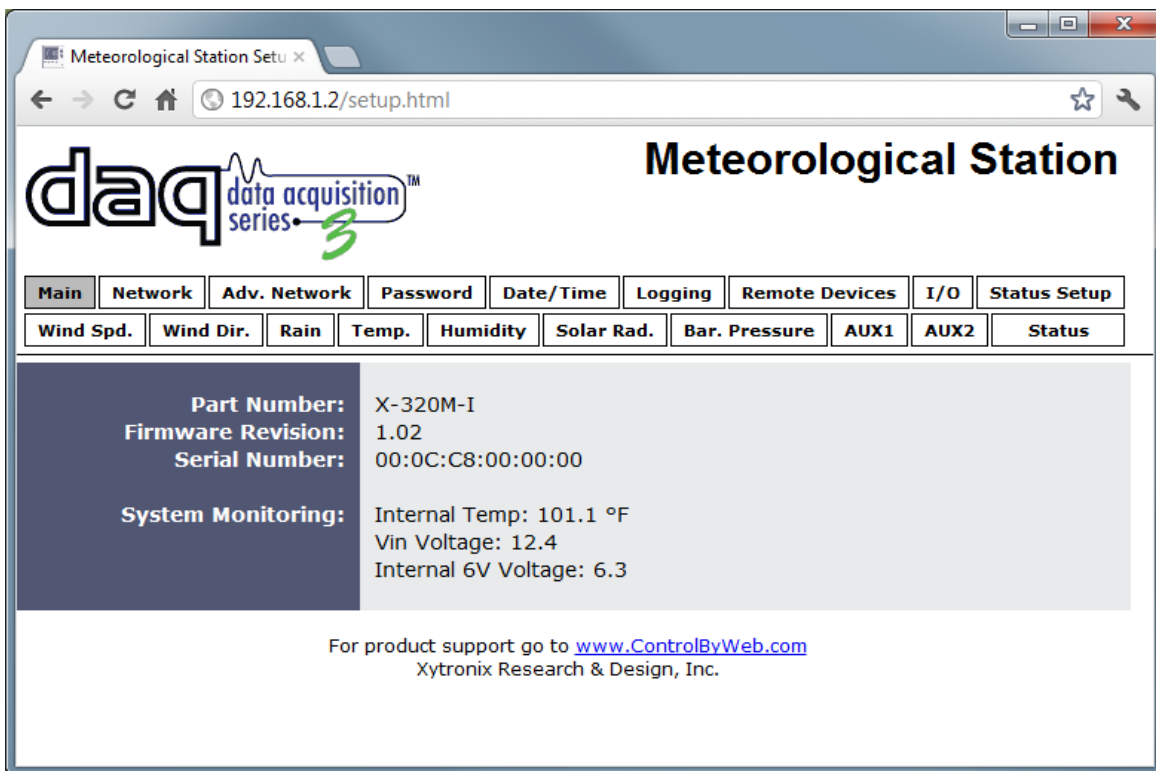 Meteorological Station Setu
192.168.1.2/setup.html
daq data acquisition series 3 TM
Meteorological Station
Main Network Adv. Network Password Date/Time Logging Remote Devices I/O Status Setup
Wind Spd. Wind Dir. Rain Temp. Humidity Solar Rad. Bar. Pressure AUX1 AUX2 Status
Part Number: X-320M-I
Firmware Revision: 1.02
Serial Number: 00:0C:C8:00:00:00
System Monitoring: Internal Temp: 101.1 °F
Vin Voltage: 12.4
Internal 6V Voltage: 6.3
For product support go to www.ControlByWeb.com
Xytronix Research & Design, Inc.